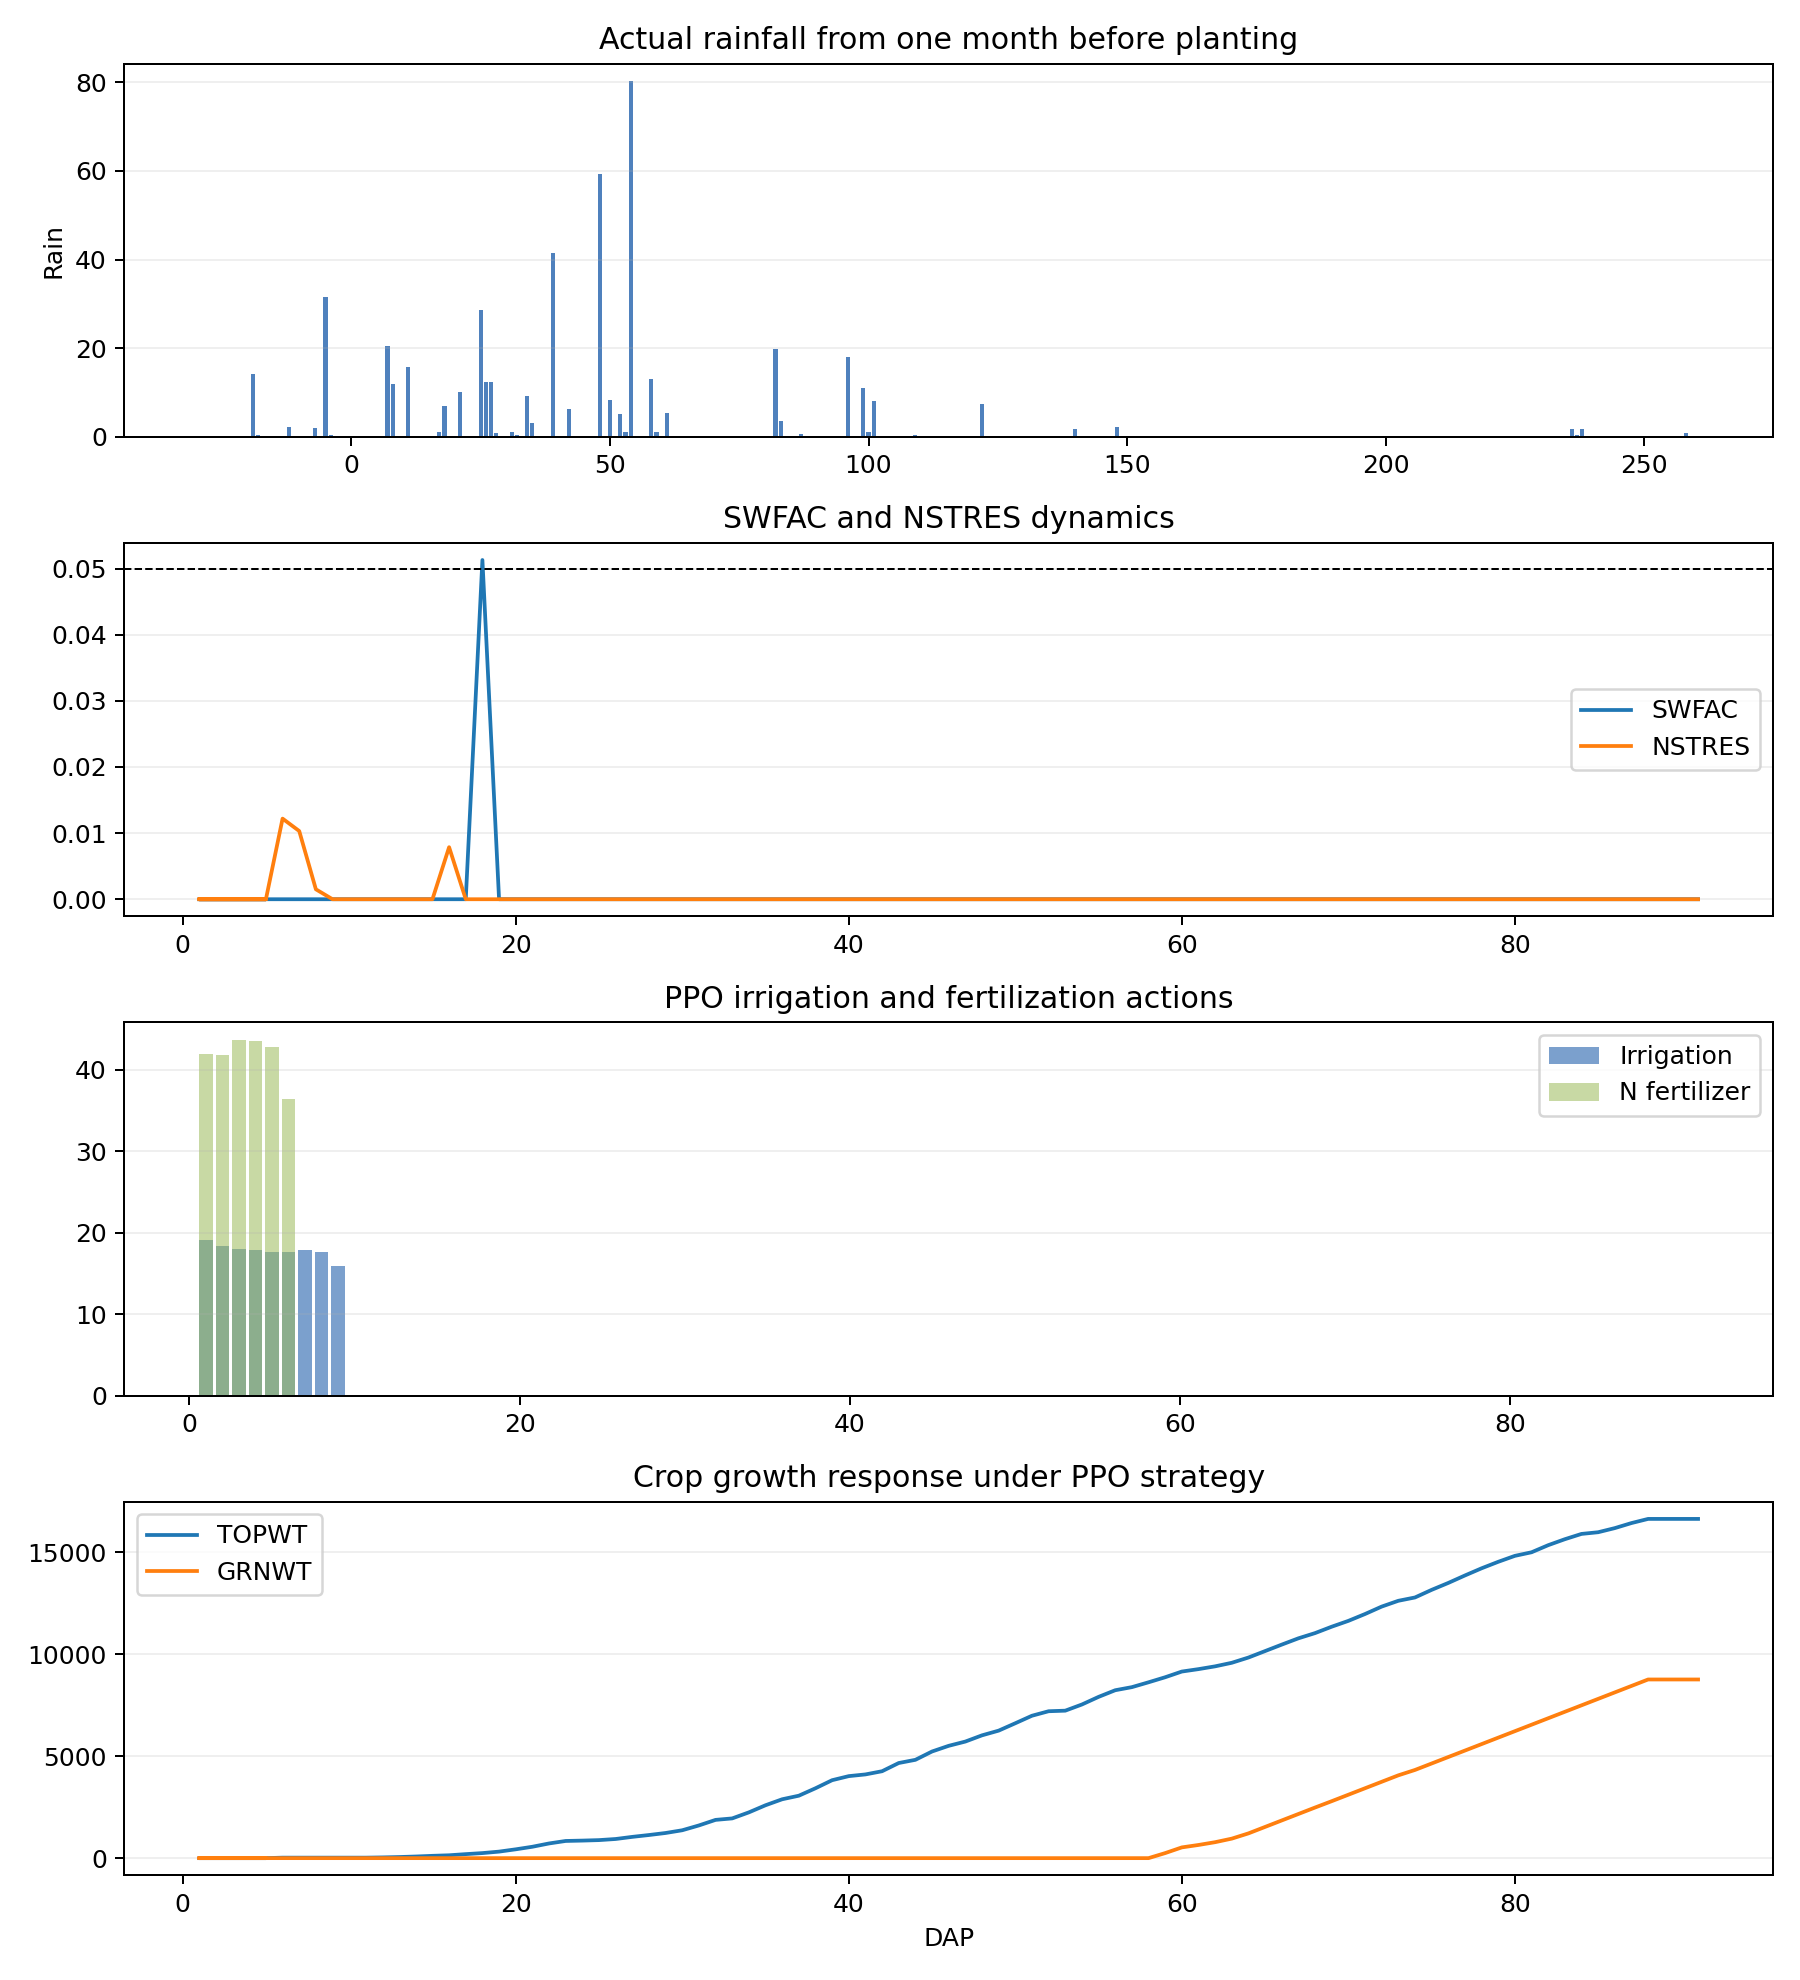 Actual rainfall from one month before planting
80
60
40
20
0
Rain
0 50 100 150 200 250
SWFAC and NSTRES dynamics
0.05
0.04
0.03
0.02
0.01
0.00
SWFAC
NSTRES
0 20 40 60 80
PPO irrigation and fertilization actions
40
30
20
10
0
Irrigation
N fertilizer
0 20 40 60 80
Crop growth response under PPO strategy
TOPWT
GRNWT
15000
10000
5000
0
0 20 40 60 80
DAP